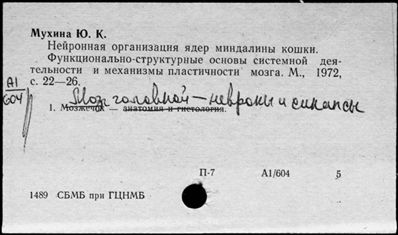 Мухина Ю. К.
Нейронная организация ядер миндалины кошки.
Функционально-структурные основы системной дея-
тельности и механизмы пластичности мозга. М., 1972,
с. 22—26.
А1
604
Мозг головной — невроны и синапсы
1. Мозжечок — анатомия и гистология.
П-7 А1/604 5
1489 СБМБ при ГЦНМБ